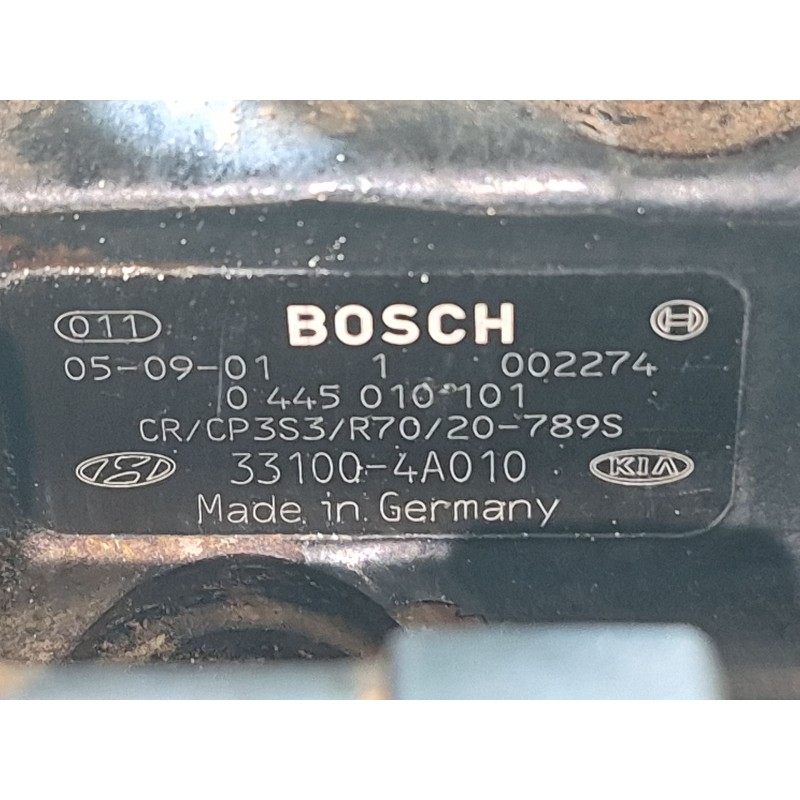 011 BOSCH
05-09-01 1 002274
0 445 010 101
CR/CP3S3/R70/20-789S
33100-4A010 KIA
Made in Germany